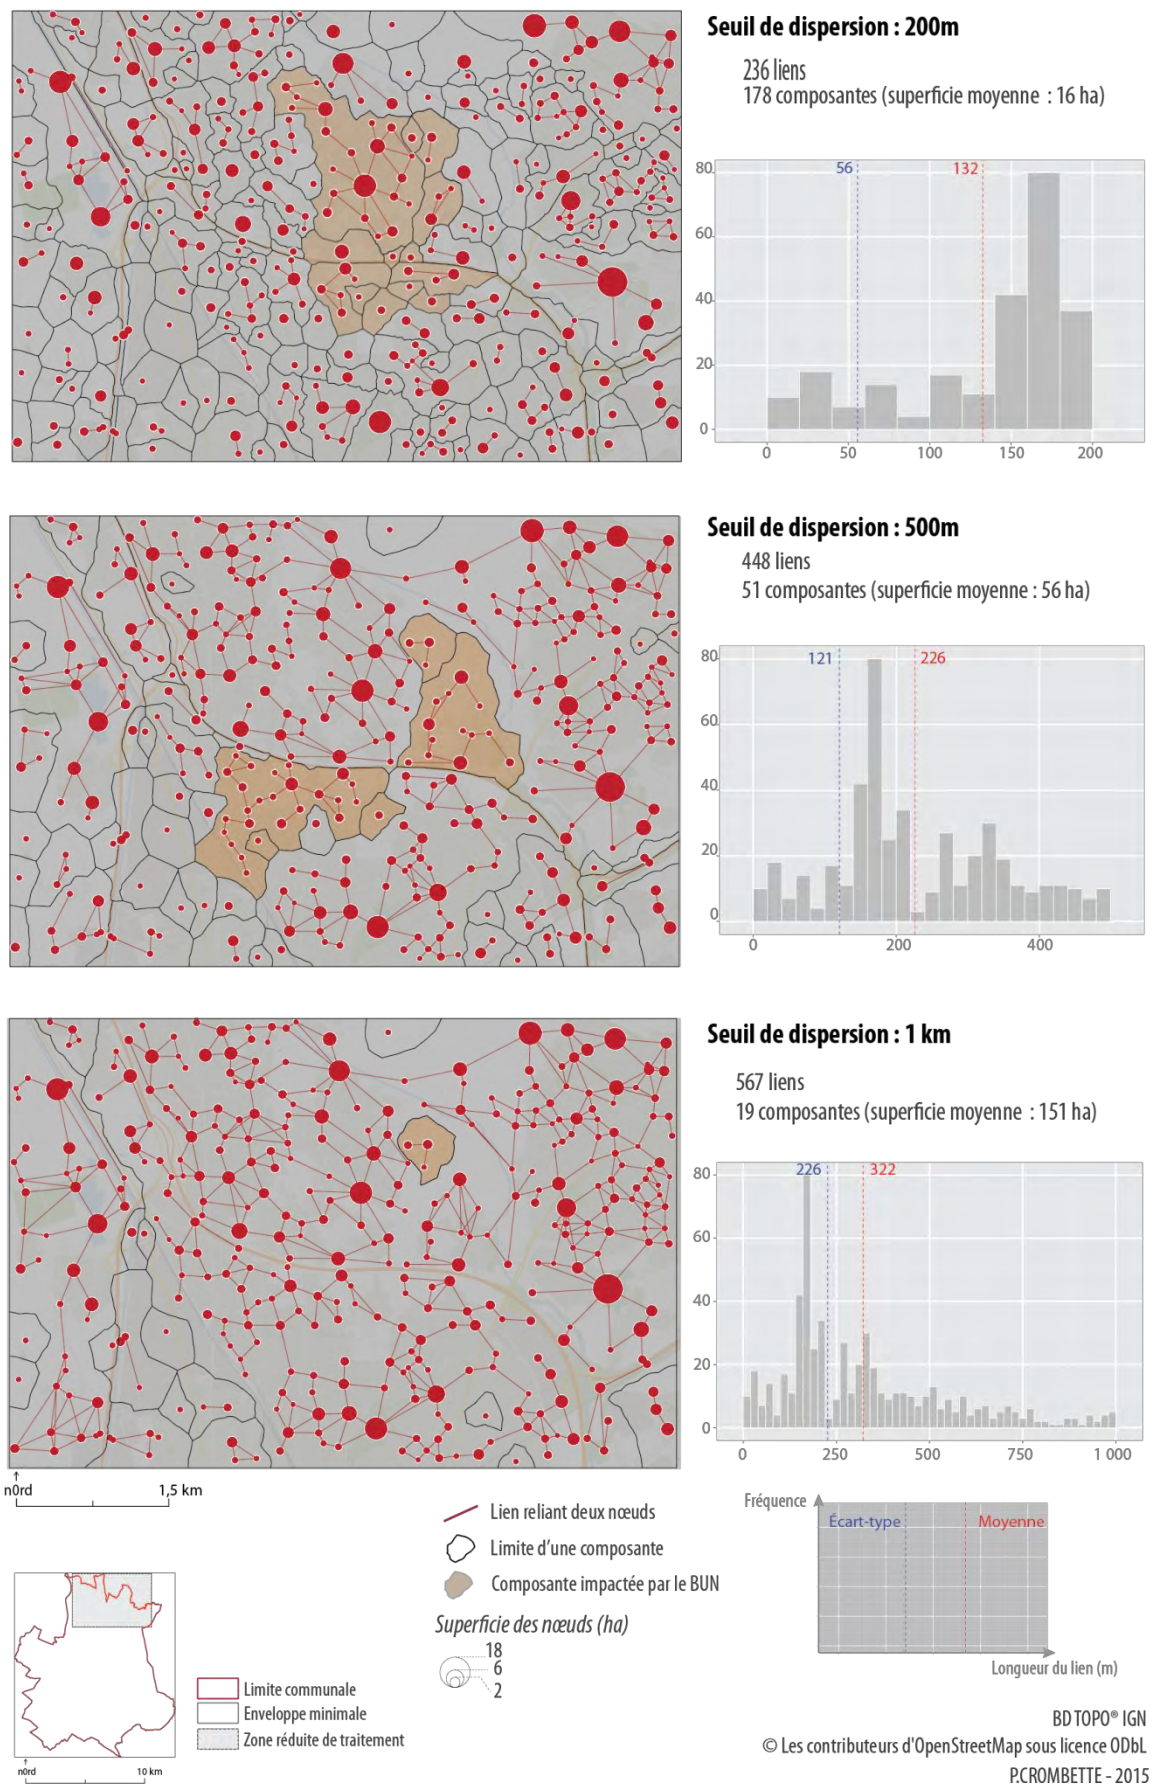 Seuil de dispersion : 200m
236 liens
178 composantes (superficie moyenne : 16 ha)
80
60
40
20
0
56
132
0 50 100 150 200
Seuil de dispersion : 500m
448 liens
51 composantes (superficie moyenne : 56 ha)
80
60
40
20
0
121
226
0 200 400
Seuil de dispersion : 1 km
567 liens
19 composantes (superficie moyenne : 151 ha)
80
60
40
20
0
226
322
0 250 500 750 1 000
n0rd
1,5 km
Lien reliant deux nœuds
Limite d'une composante
Composante impactée par le BUN
Superficie des nœuds (ha)
18
6
2
Fréquence
Écart-type
Moyenne
Longueur du lien (m)
Limite communale
Enveloppe minimale
Zone réduite de traitement
n0rd
10 km
BD TOPO® IGN
© Les contributeurs d'OpenStreetMap sous licence ODbL
P.CROMBETTE - 2015